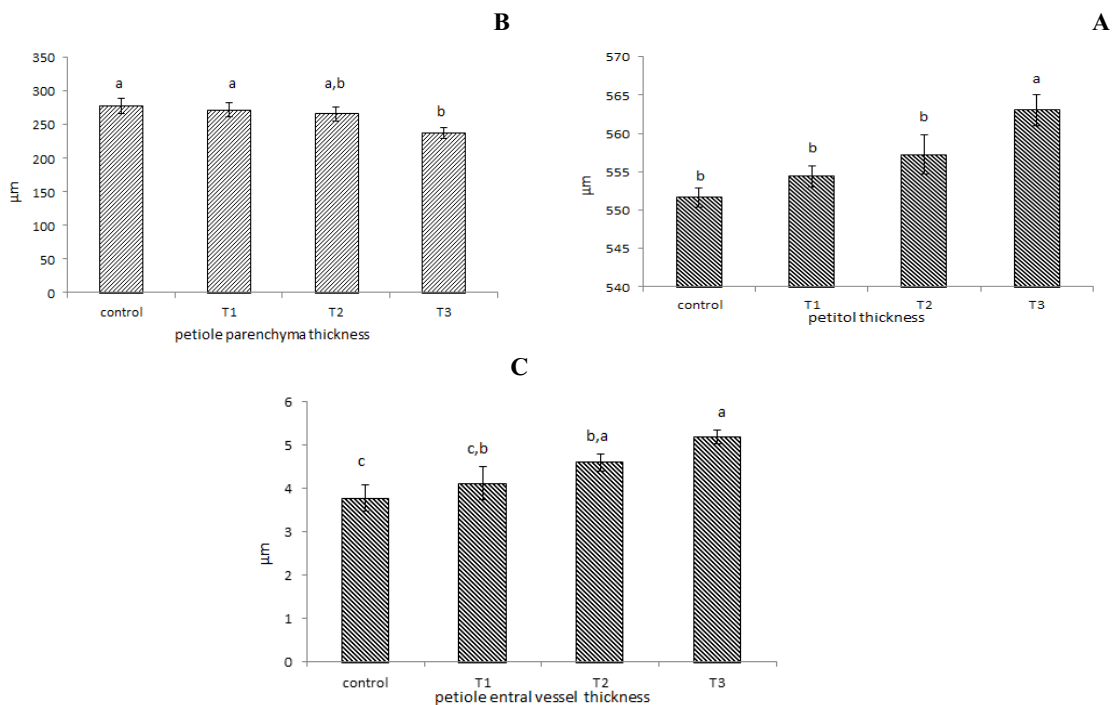 B
350
300
250
200
150
100
50
0
µm
a
a
a,b
b
control T1 T2 T3
petiole parenchyma thickness
A
570
565
560
555
550
545
540
µm
b
b
b
a
control T1 T2 T3
petitol thickness
C
6
5
4
3
2
1
0
µm
c
c,b
b,a
a
control T1 T2 T3
petiole entral vessel thickness